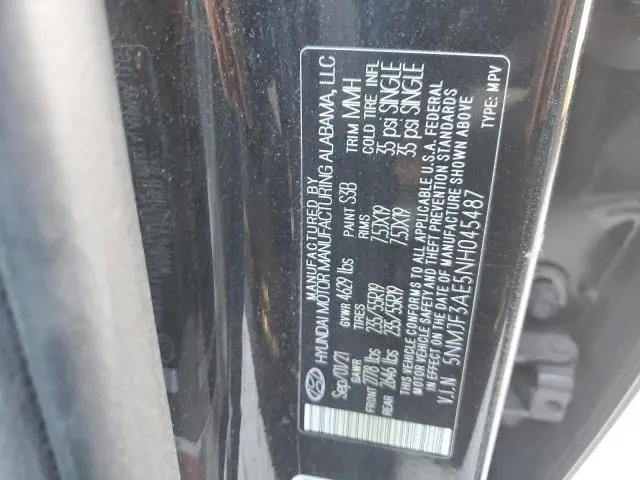 MANUFACTURED BY
HYUNDAI MOTOR MANUFACTURING ALABAMA, LLC
Sep/01/21 GVWR 4629 lbs PAINT S3B TRIM MMH
GAWR TIRES RIMS COLD TIRE INFL
FRONT 2778 lbs 235/55R19 7.5JX19 35 psi SINGLE
REAR 2646 lbs 235/55R19 7.5JX19 35 psi SINGLE
THIS VEHICLE CONFORMS TO ALL APPLICABLE U.S.A. FEDERAL
MOTOR VEHICLE SAFETY AND THEFT PREVENTION STANDARDS
IN EFFECT ON THE DATE OF MANUFACTURE SHOWN ABOVE
V.I.N 5NMJF3AE5NH045487 TYPE: MPV